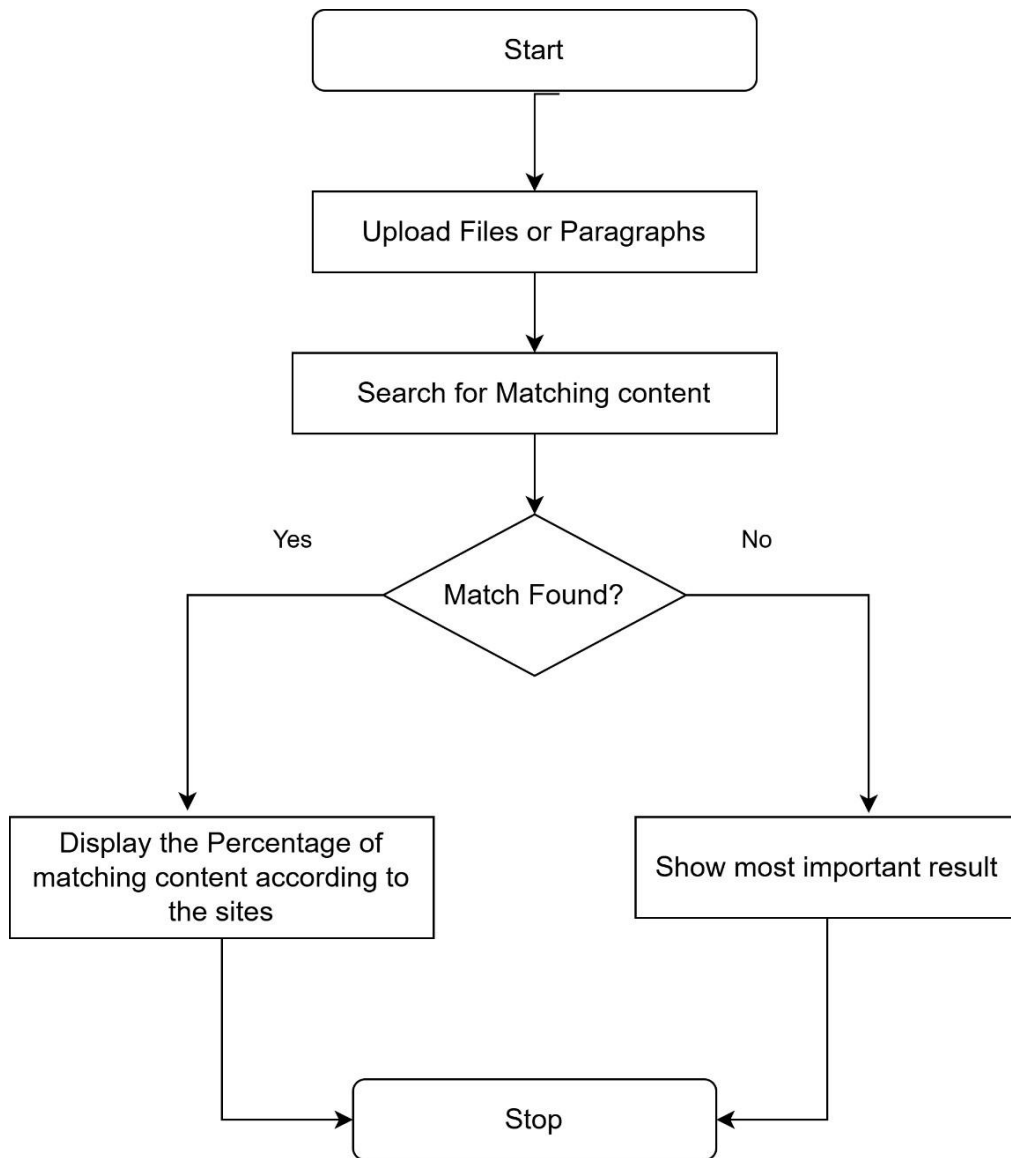 Start
Upload Files or Paragraphs
Search for Matching content
Yes
No
Match Found?
Display the Percentage of
matching content according to
the sites
Show most important result
Stop